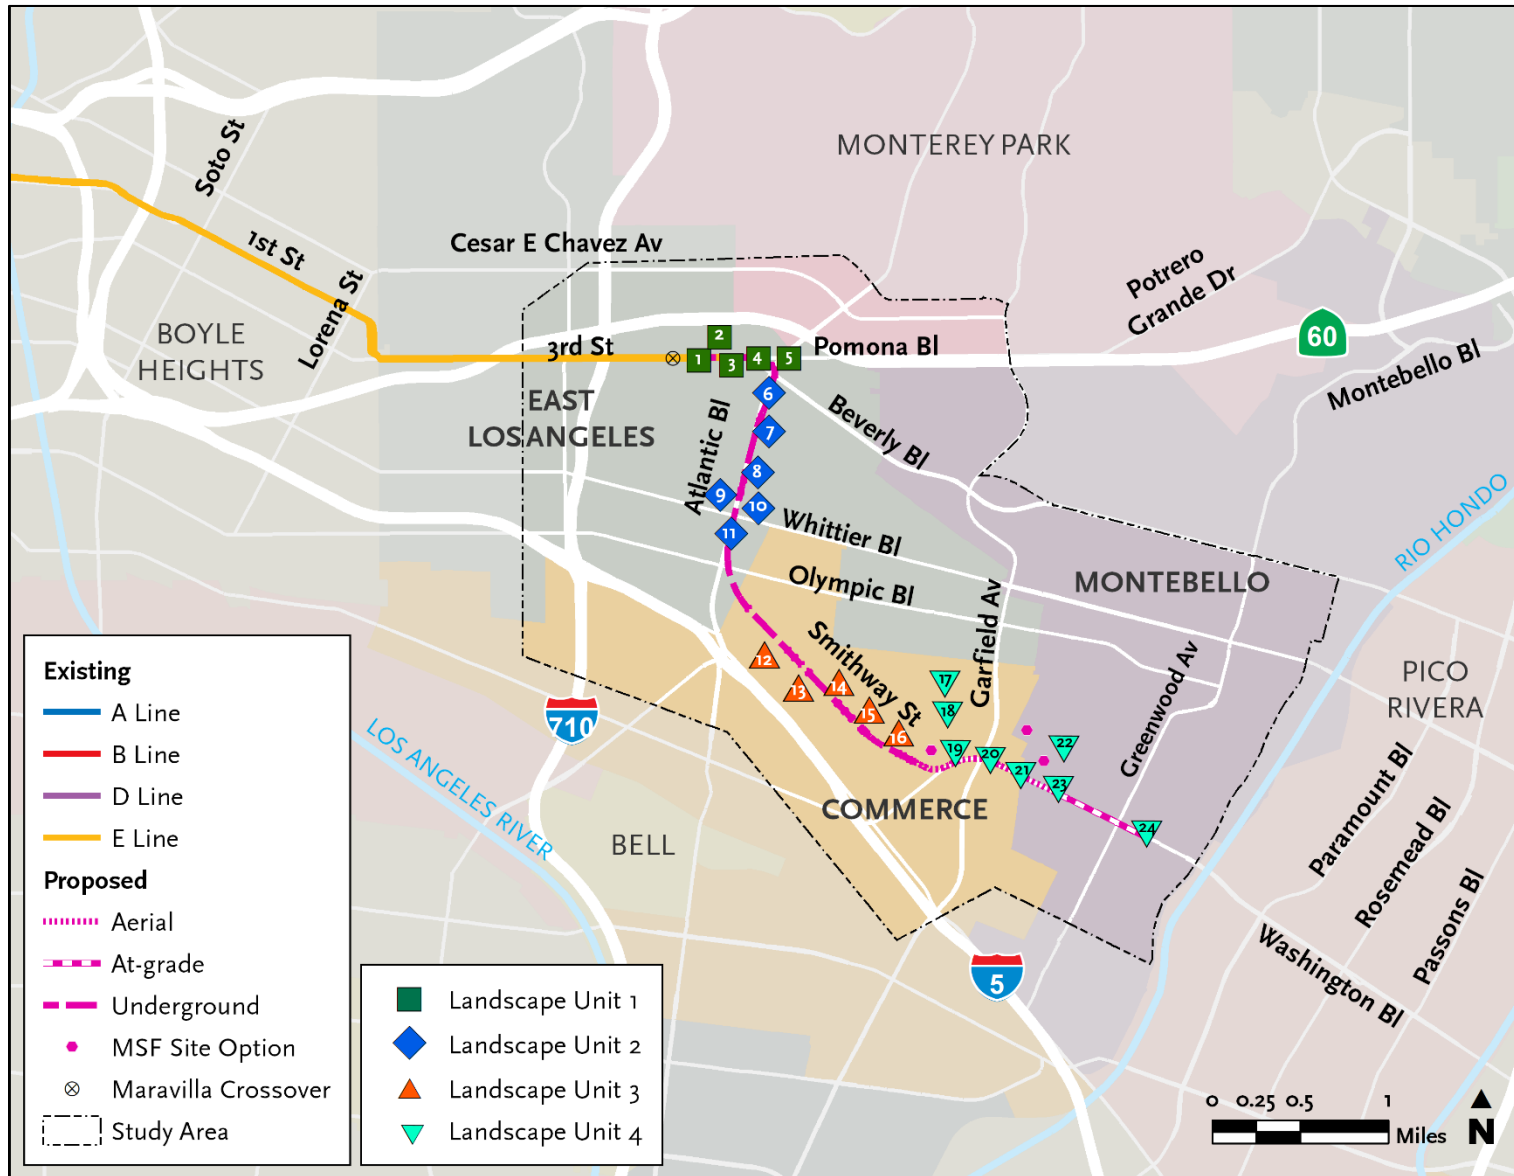 MONTEREY PARK
Soto St
1st St
Cesar E Chavez Av
Potrero
Grande Dr
Lorena St
BOYLE
HEIGHTS
3rd St
Pomona Bl
60
Montebello Bl
1
2
3
4
5
EAST
LOS ANGELES
Atlantic Bl
Beverly Bl
6
7
8
9
10
11
Whittier Bl
Olympic Bl
RIO HONDO
MONTEBELLO
Garfield Av
Smithway St
Greenwood Av
PICO
RIVERA
12
13
14
15
16
17
18
19
20
21
22
23
24
710
LOS ANGELES RIVER
COMMERCE
BELL
Paramount Bl
Rosemead Bl
Passons Bl
Washington Bl
5
Existing
A Line
B Line
D Line
E Line
Proposed
Aerial
At-grade
Underground
MSF Site Option
Maravilla Crossover
Study Area
Landscape Unit 1
Landscape Unit 2
Landscape Unit 3
Landscape Unit 4
0 0.25 0.5 1
Miles
N